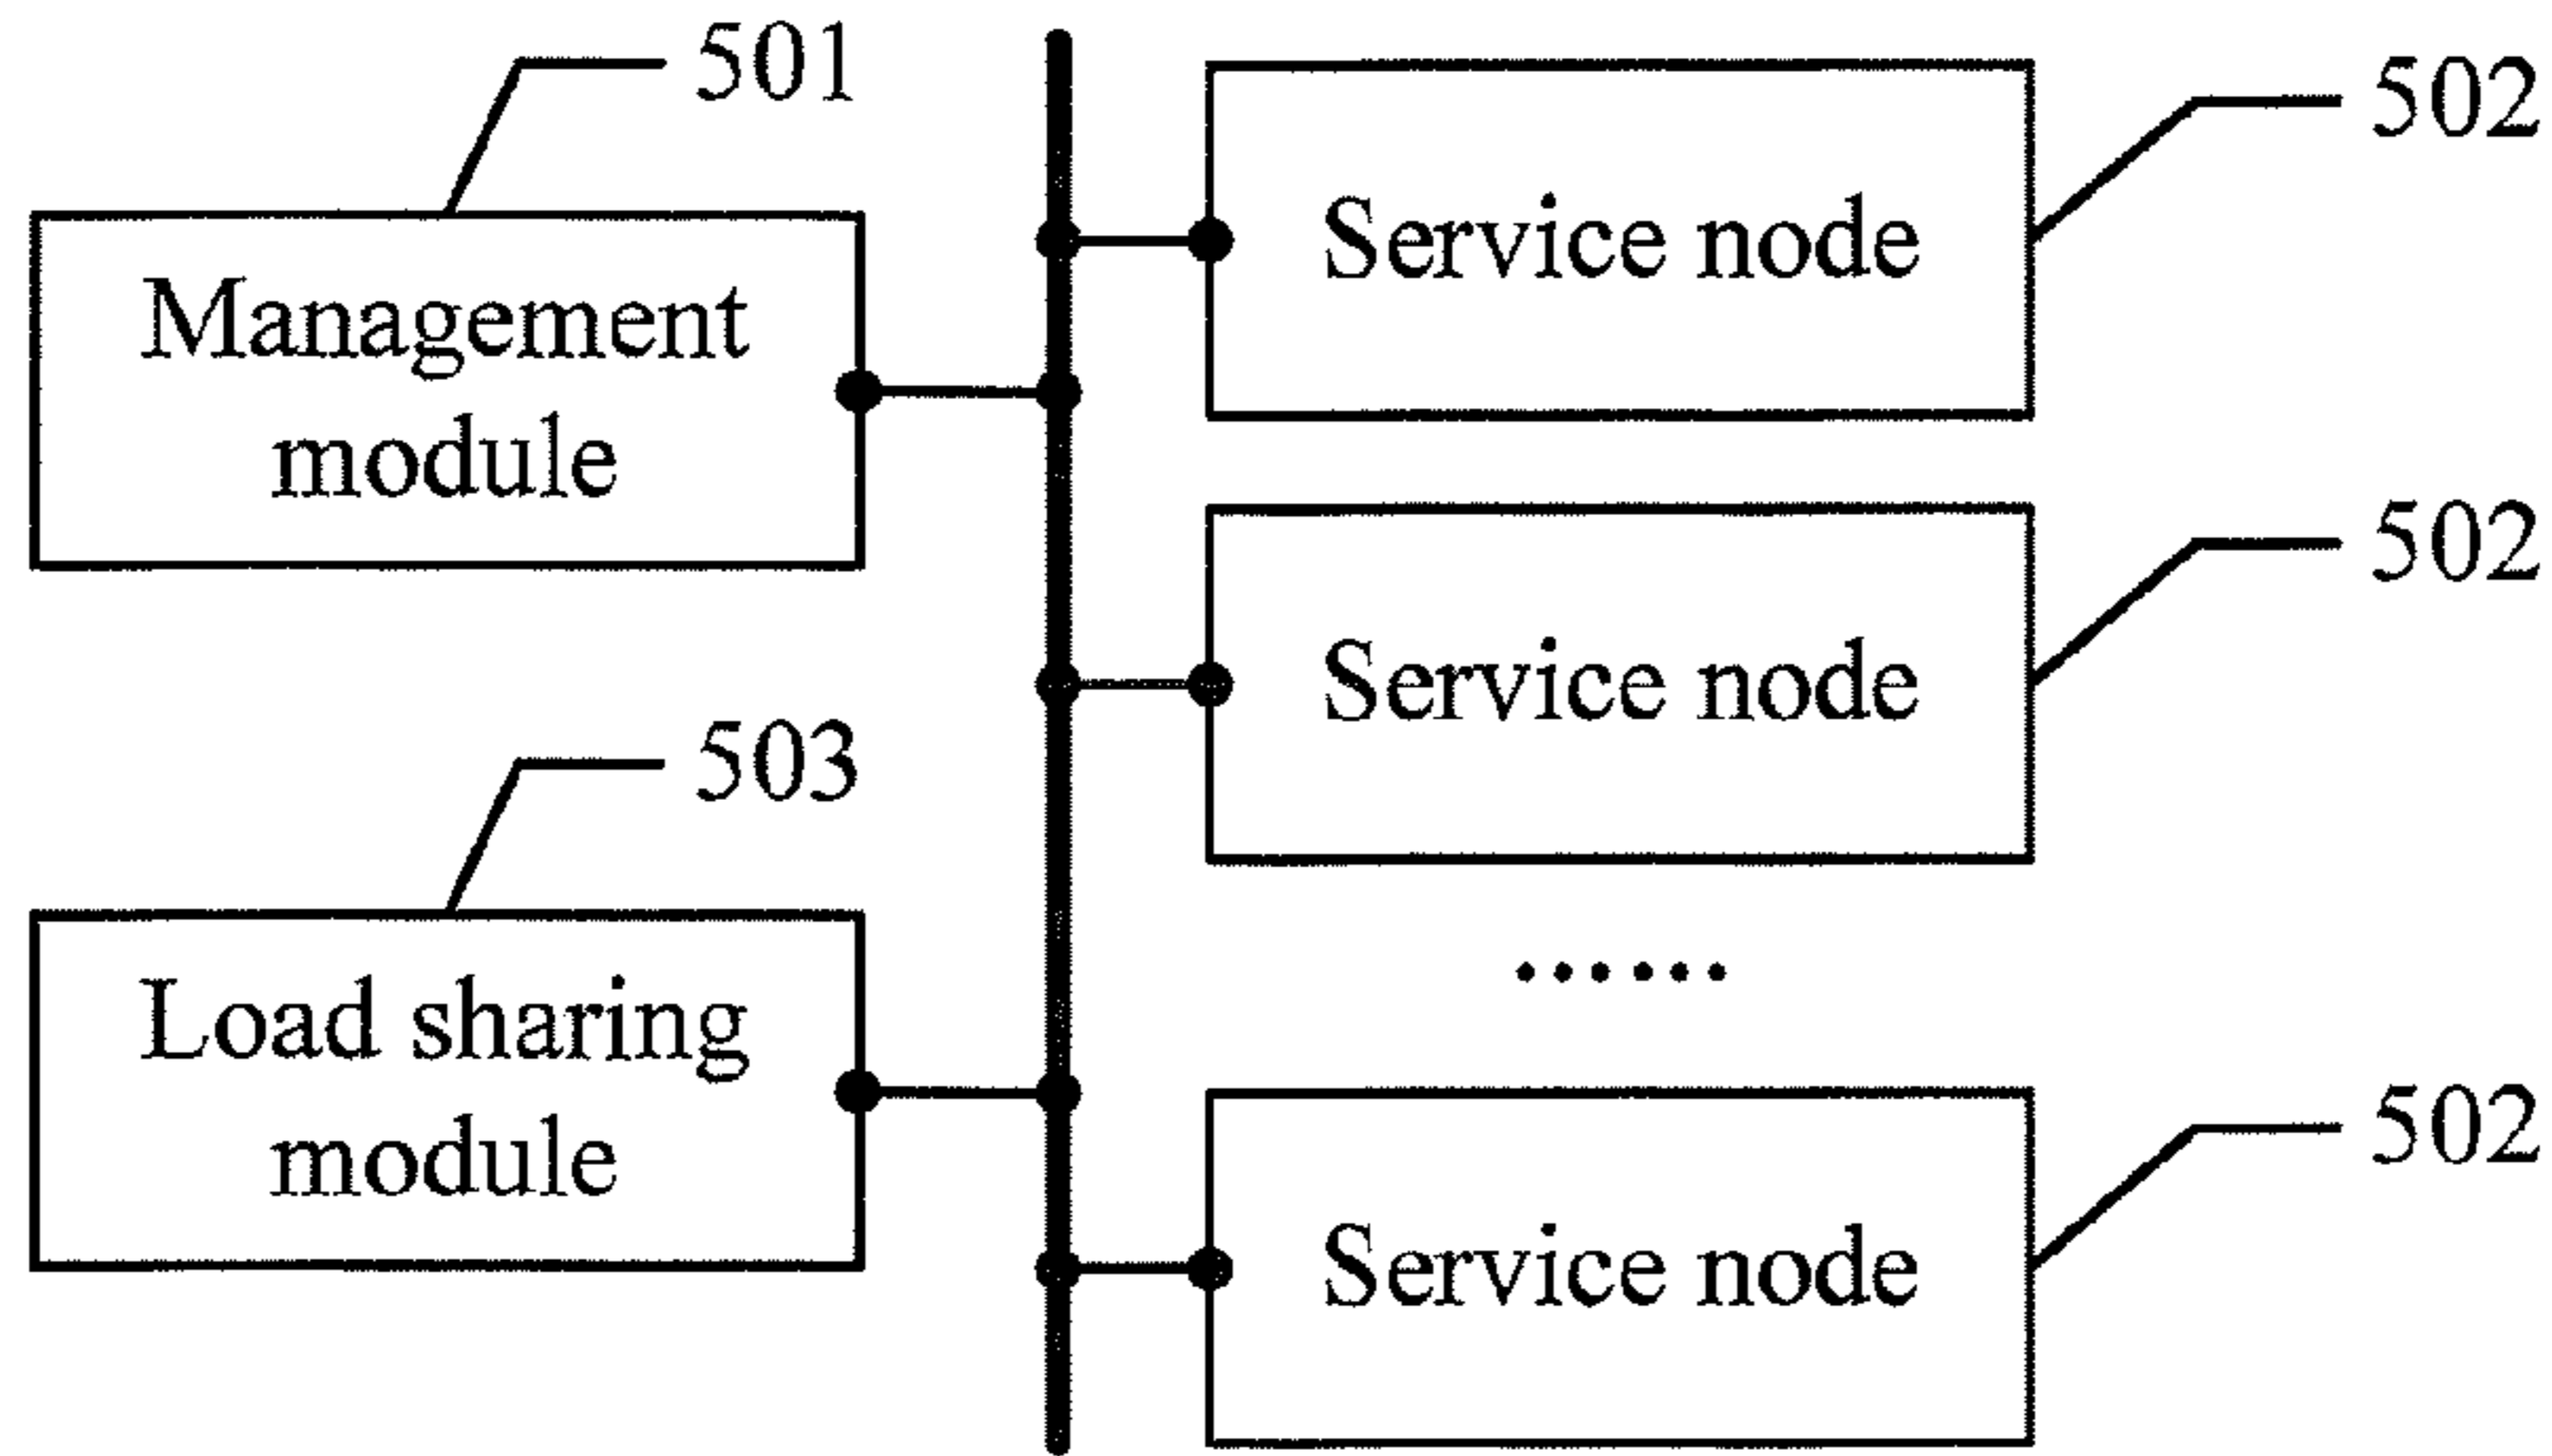 501
Management
module
503
Load sharing
module
502
Service node
502
Service node
......
502
Service node